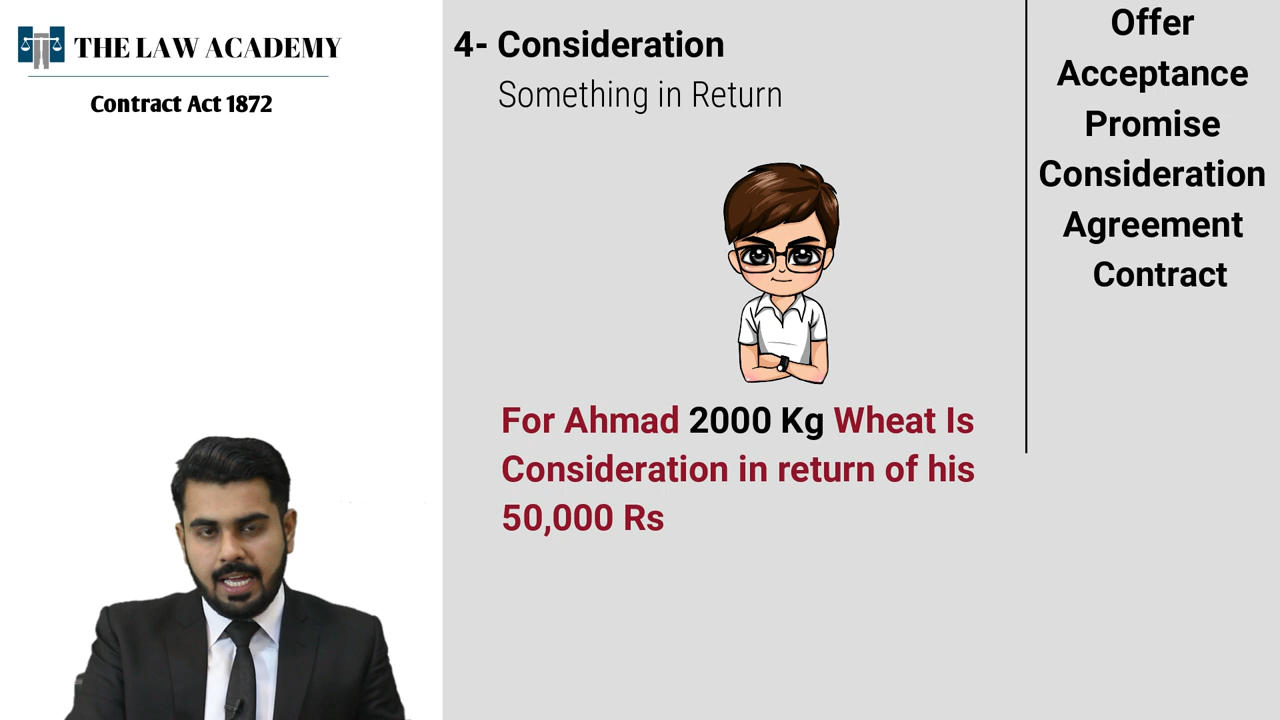 THE LAW ACADEMY
Contract Act 1872
4- Consideration
Something in Return
For Ahmad 2000 Kg Wheat Is
Consideration in return of his
50,000 Rs
Offer
Acceptance
Promise
Consideration
Agreement
Contract